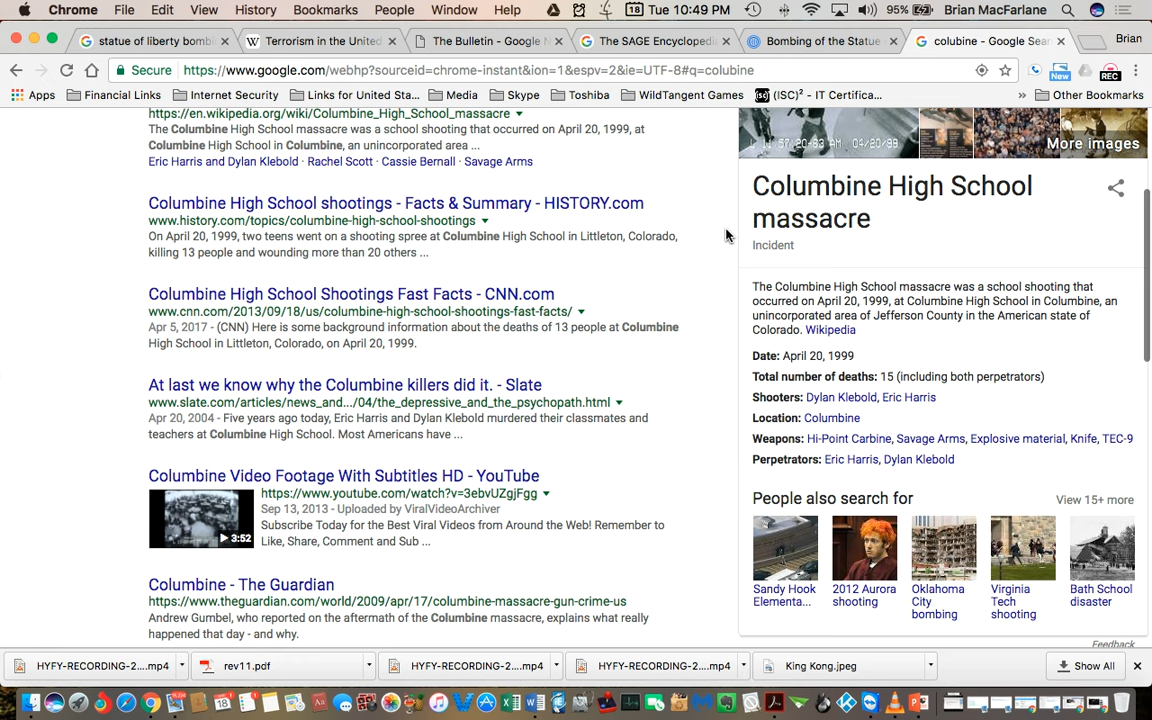 Chrome File Edit View History Bookmarks People Window Help 18 Tue 10:49 PM 95% Brian MacFarlane
statue of liberty bombi Terrorism in the United The Bulletin - Google N The SAGE Encyclopedi Bombing of the Statue colubine - Google Sear Brian
Secure https://www.google.com/webhp?sourceid=chrome-instant&ion=1&espv=2&ie=UTF-8#q=colubine New REC
Apps Financial Links Internet Security Links for United Sta... Media Skype Toshiba WildTangent Games (isc) (ISC)² - IT Certifica... » Other Bookmarks
https://en.wikipedia.org/wiki/Columbine_High_School_massacre
The Columbine High School massacre was a school shooting that occurred on April 20, 1999, at
Columbine High School in Columbine, an unincorporated area ...
Eric Harris and Dylan Klebold · Rachel Scott · Cassie Bernall · Savage Arms
Columbine High School shootings - Facts & Summary - HISTORY.com
www.history.com/topics/columbine-high-school-shootings
On April 20, 1999, two teens went on a shooting spree at Columbine High School in Littleton, Colorado,
killing 13 people and wounding more than 20 others ...
Columbine High School Shootings Fast Facts - CNN.com
www.cnn.com/2013/09/18/us/columbine-high-school-shootings-fast-facts/
Apr 5, 2017 - (CNN) Here is some background information about the deaths of 13 people at Columbine
High School in Littleton, Colorado, on April 20, 1999.
At last we know why the Columbine killers did it. - Slate
www.slate.com/articles/news_and.../04/the_depressive_and_the_psychopath.html
Apr 20, 2004 - Five years ago today, Eric Harris and Dylan Klebold murdered their classmates and
teachers at Columbine High School. Most Americans have ...
Columbine Video Footage With Subtitles HD - YouTube
https://www.youtube.com/watch?v=3ebvUZgjFgg
Sep 13, 2013 - Uploaded by ViralVideoArchiver
Subscribe Today for the Best Viral Videos from Around the Web! Remember to
Like, Share, Comment and Sub ...
3:52
Columbine - The Guardian
https://www.theguardian.com/world/2009/apr/17/columbine-massacre-gun-crime-us
Andrew Gumbel, who reported on the aftermath of the Columbine massacre, explains what really
happened that day - and why.
04/20/99
More images
Columbine High School
massacre
Incident
The Columbine High School massacre was a school shooting that
occurred on April 20, 1999, at Columbine High School in Columbine, an
unincorporated area of Jefferson County in the American state of
Colorado. Wikipedia
Date: April 20, 1999
Total number of deaths: 15 (including both perpetrators)
Shooters: Dylan Klebold, Eric Harris
Location: Columbine
Weapons: Hi-Point Carbine, Savage Arms, Explosive material, Knife, TEC-9
Perpetrators: Eric Harris, Dylan Klebold
People also search for View 15+ more
Sandy Hook Elementa...
2012 Aurora shooting
Oklahoma City bombing
Virginia Tech shooting
Bath School disaster
Feedback
HYFY-RECORDING-2....mp4 rev11.pdf HYFY-RECORDING-2....mp4 HYFY-RECORDING-2....mp4 King Kong.jpeg Show All